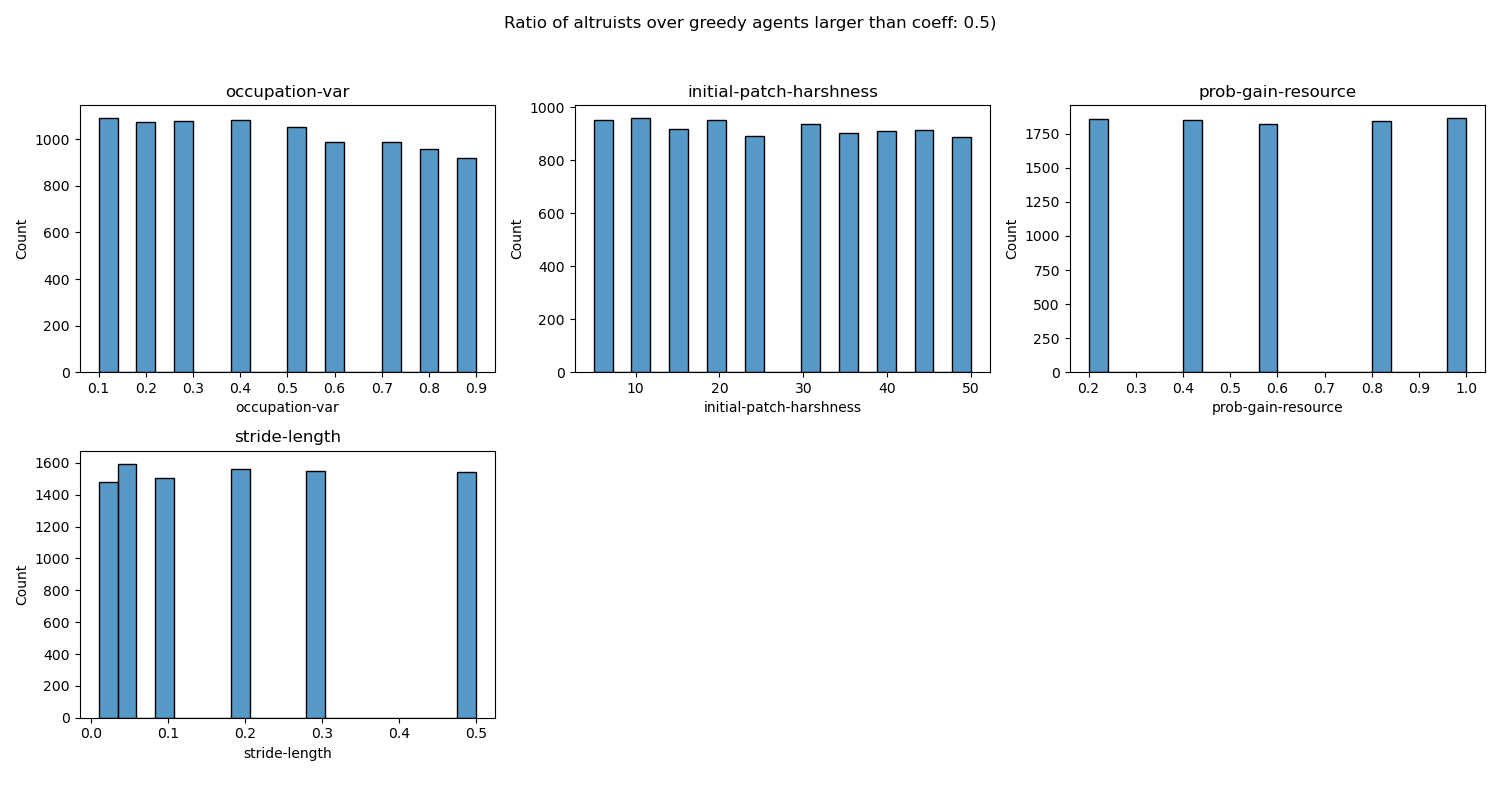 Ratio of altruists over greedy agents larger than coeff: 0.5)
occupation-var
Count
1000
800
600
400
200
0
0.1 0.2 0.3 0.4 0.5 0.6 0.7 0.8 0.9
occupation-var
initial-patch-harshness
Count
1000
800
600
400
200
0
10 20 30 40 50
initial-patch-harshness
prob-gain-resource
Count
1750
1500
1250
1000
750
500
250
0
0.2 0.3 0.4 0.5 0.6 0.7 0.8 0.9 1.0
prob-gain-resource
stride-length
Count
1600
1400
1200
1000
800
600
400
200
0
0.0 0.1 0.2 0.3 0.4 0.5
stride-length